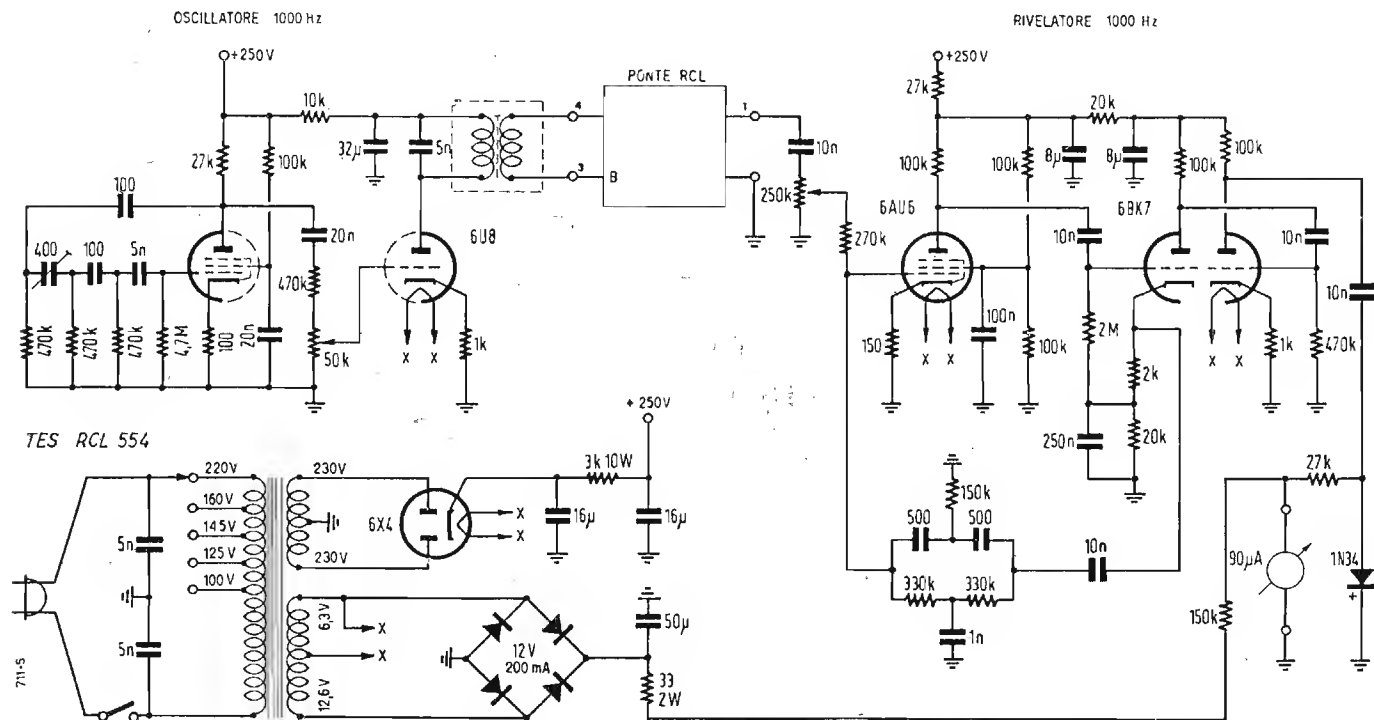 OSCILLATORE 1000 Hz
RIVELATORE 1000 Hz
+250V
10k
27k
100k
32µ
5n
100
400
100
5n
20n
470k
470k
470k
470k
4,7M
100
20n
50k
6U8
X X
1k
4
3
PONTE RCL
B
1
10n
250k
270k
+250V
27k
20k
100k
100k
8µ
8µ
100k
100k
6AU6
6BK7
10n
10n
10n
150
X X
100n
100k
2M
2k
250n
20k
X X
1k
470k
TES RCL 554
220V
160V
145V
125V
100V
5n
5n
711-S
230V
230V
6X4
X
X
16µ
3k 10W
+250V
16µ
6,3V
12,6V
X
X
12V
200 mA
50µ
33
2W
150k
500
500
330k
330k
1n
10n
27k
90µA
1N34
+
150k